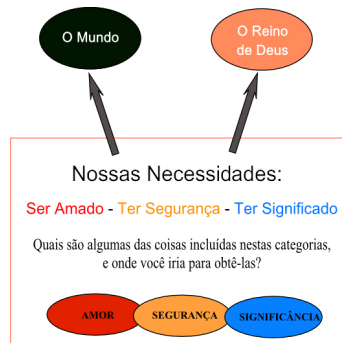 O Mundo
O Reino
de Deus
Nossas Necessidades:
Ser Amado - Ter Segurança - Ter Significado
Quais são algumas das coisas incluídas nestas categorias,
e onde você iria para obtê-las?
AMOR
SEGURANÇA
SIGNIFICÂNCIA